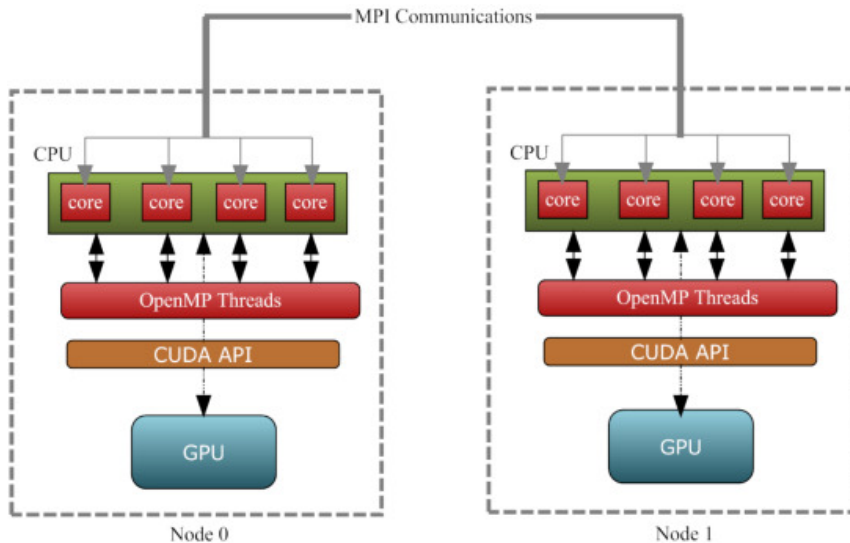 MPI Communications
CPU
core core core core
OpenMP Threads
CUDA API
GPU
Node 0
CPU
core core core core
OpenMP Threads
CUDA API
GPU
Node 1